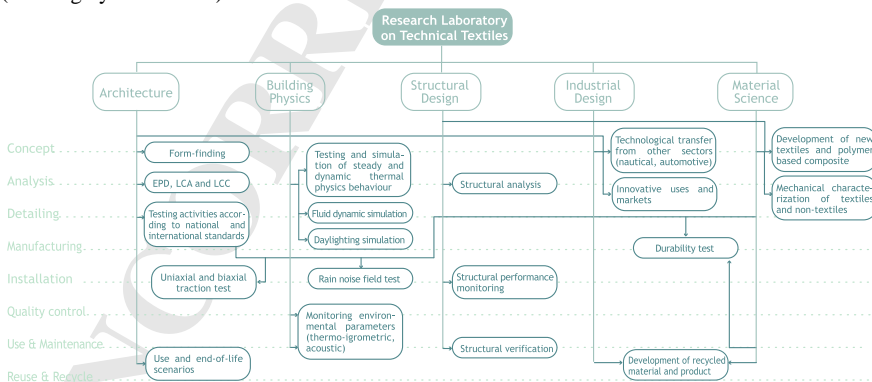 Research Laboratory
on Technical Textiles
Architecture
Building
Physics
Structural
Design
Industrial
Design
Material
Science
Concept
Analysis
Detailing
Manufacturing
Installation
Quality control
Use & Maintenance
Reuse & Recycle
Form-finding
EPD, LCA and LCC
Testing activities accor-
ding to national and
international standards
Uniaxial and biaxial
traction test
Use and end-of-life
scenarios
Testing and simula-
tion of steady and
dynamic thermal
physics behaviour
Fluid dynamic simulation
Daylighting simulation
Rain noise field test
Monitoring environ-
mental parameters
(thermo-igrometric,
acoustic)
Structural analysis
Structural performance
monitoring
Structural verification
Technological transfer
from other sectors
(nautical, automotive)
Innovative uses and
markets
Durability test
Development of recycled
material and product
Development of new
textiles and polymer
based composite
Mechanical characte-
rization of textiles
and non-textiles
NCORR